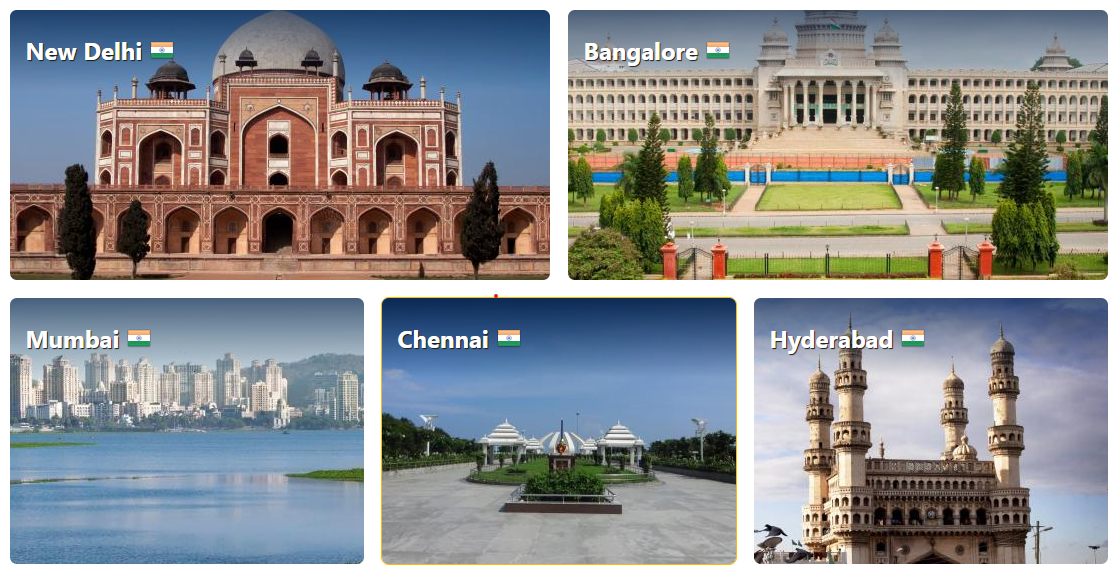 New Delhi 🇮🇳
Bangalore 🇮🇳
Mumbai 🇮🇳
Chennai 🇮🇳
Hyderabad 🇮🇳